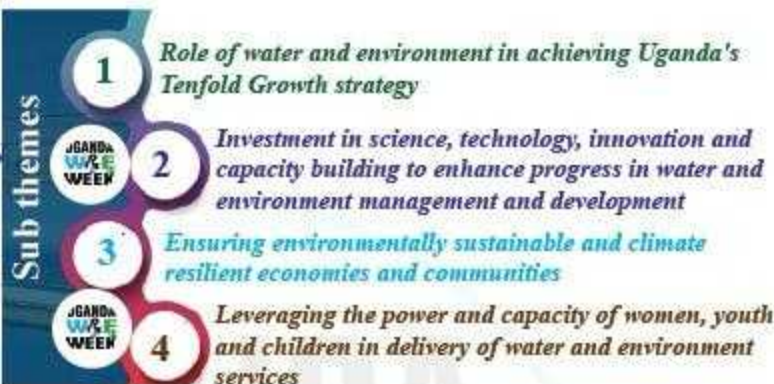 Sub themes
1
Role of water and environment in achieving Uganda's
Tenfold Growth strategy
UGANDA
W&E
WEEK
2
Investment in science, technology, innovation and
capacity building to enhance progress in water and
environment management and development
3
Ensuring environmentally sustainable and climate
resilient economies and communities
UGANDA
W&E
WEEK
4
Leveraging the power and capacity of women, youth
and children in delivery of water and environment
services